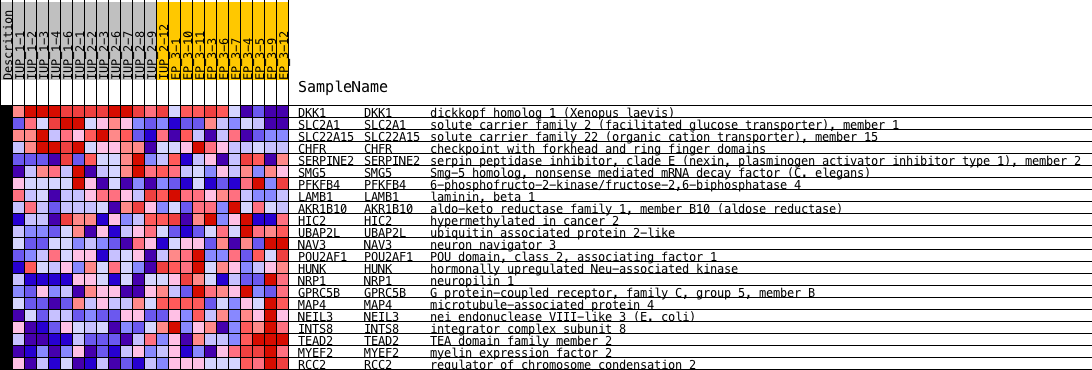 Descrition
IUP_1-1
IUP_1-2
IUP_1-3
IUP_1-4
IUP_1-6
IUP_2-1
IUP_2-2
IUP_2-3
IUP_2-6
IUP_2-7
IUP_2-8
IUP_2-9
IUP_2-12
EP_3-1
EP_3-10
EP_3-11
EP_3-3
EP_3-6
EP_3-7
EP_3-4
EP_3-5
EP_3-9
EP_3-12
SampleName
DKK1 DKK1 dickkopf homolog 1 (Xenopus laevis)
SLC2A1 SLC2A1 solute carrier family 2 (facilitated glucose transporter), member 1
SLC22A15 SLC22A15 solute carrier family 22 (organic cation transporter), member 15
CHFR CHFR checkpoint with forkhead and ring finger domains
SERPINE2 SERPINE2 serpin peptidase inhibitor, clade E (nexin, plasminogen activator inhibitor type 1), member 2
SMG5 SMG5 Smg-5 homolog, nonsense mediated mRNA decay factor (C. elegans)
PFKFB4 PFKFB4 6-phosphofructo-2-kinase/fructose-2,6-biphosphatase 4
LAMB1 LAMB1 laminin, beta 1
AKR1B10 AKR1B10 aldo-keto reductase family 1, member B10 (aldose reductase)
HIC2 HIC2 hypermethylated in cancer 2
UBAP2L UBAP2L ubiquitin associated protein 2-like
NAV3 NAV3 neuron navigator 3
POU2AF1 POU2AF1 POU domain, class 2, associating factor 1
HUNK HUNK hormonally upregulated Neu-associated kinase
NRP1 NRP1 neuropilin 1
GPRC5B GPRC5B G protein-coupled receptor, family C, group 5, member B
MAP4 MAP4 microtubule-associated protein 4
NEIL3 NEIL3 nei endonuclease VIII-like 3 (E. coli)
INTS8 INTS8 integrator complex subunit 8
TEAD2 TEAD2 TEA domain family member 2
MYEF2 MYEF2 myelin expression factor 2
RCC2 RCC2 regulator of chromosome condensation 2